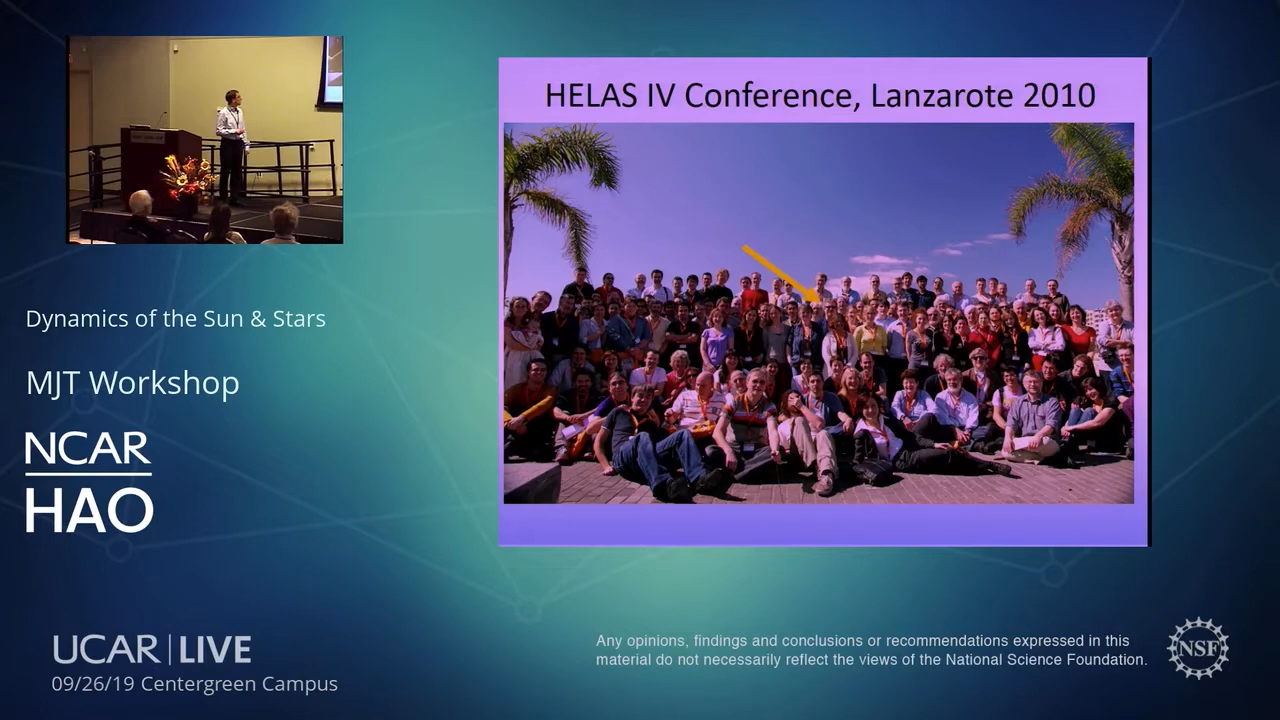 HELAS IV Conference, Lanzarote 2010
Dynamics of the Sun & Stars
MJT Workshop
NCAR
HAO
UCAR | LIVE
09/26/19 Centergreen Campus
Any opinions, findings and conclusions or recommendations expressed in this
material do not necessarily reflect the views of the National Science Foundation.
NSF